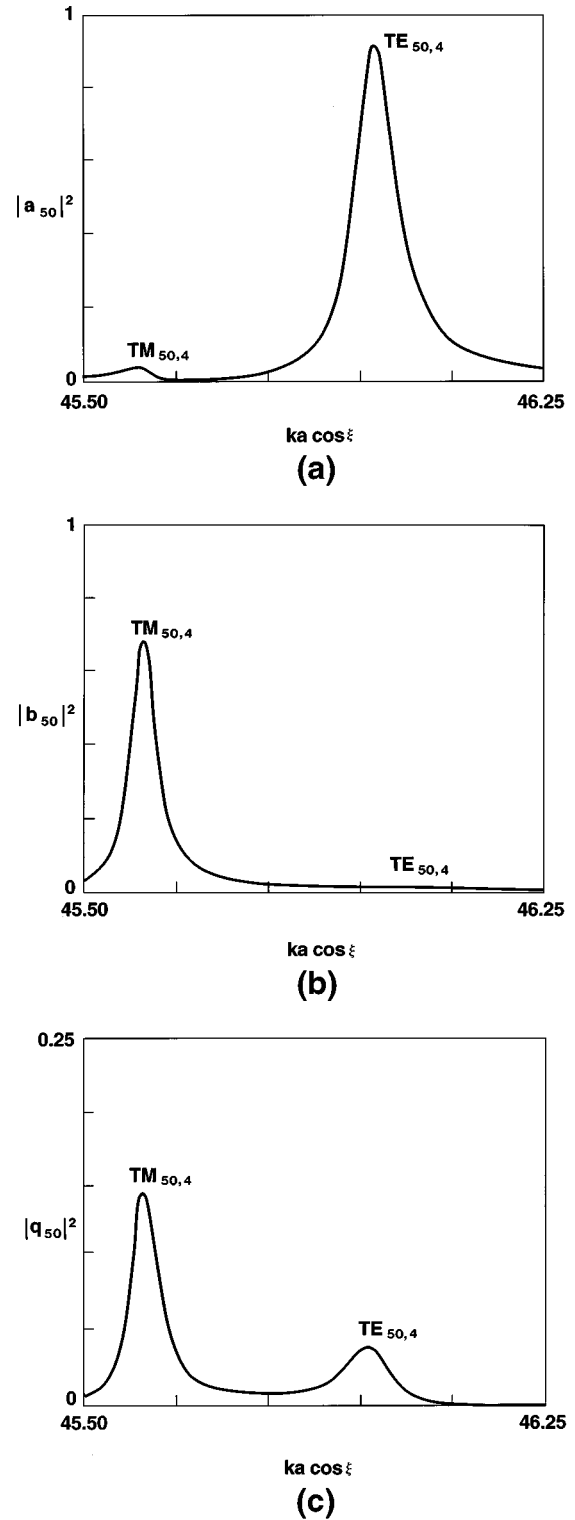 1
TE 50,4
|a 50|²
TM 50,4
0
45.50 46.25
ka cos ξ
(a)
1
TM 50,4
|b 50|²
TE 50,4
0
45.50 46.25
ka cos ξ
(b)
0.25
TM 50,4
|q 50|²
TE 50,4
0
45.50 46.25
ka cos ξ
(c)